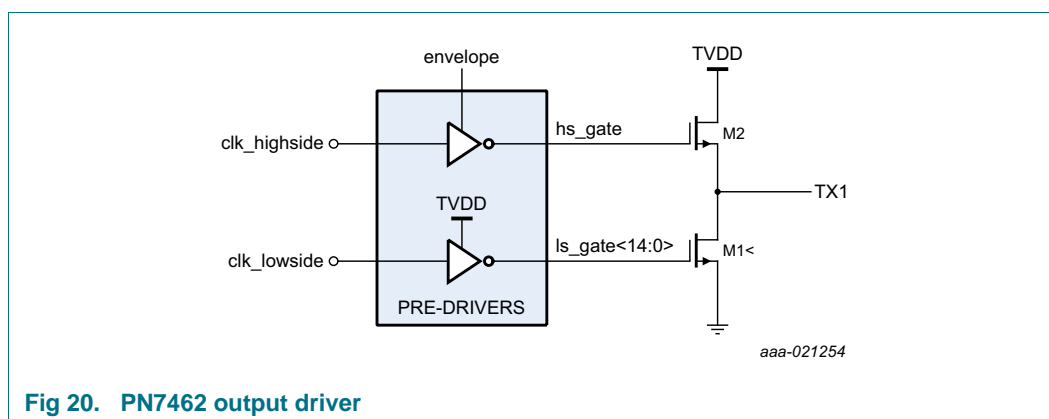 envelope
TVDD
clk_highside
hs_gate
M2
TVDD
TX1
clk_lowside
ls_gate<14:0>
M1<
PRE-DRIVERS
aaa-021254
Fig 20. PN7462 output driver